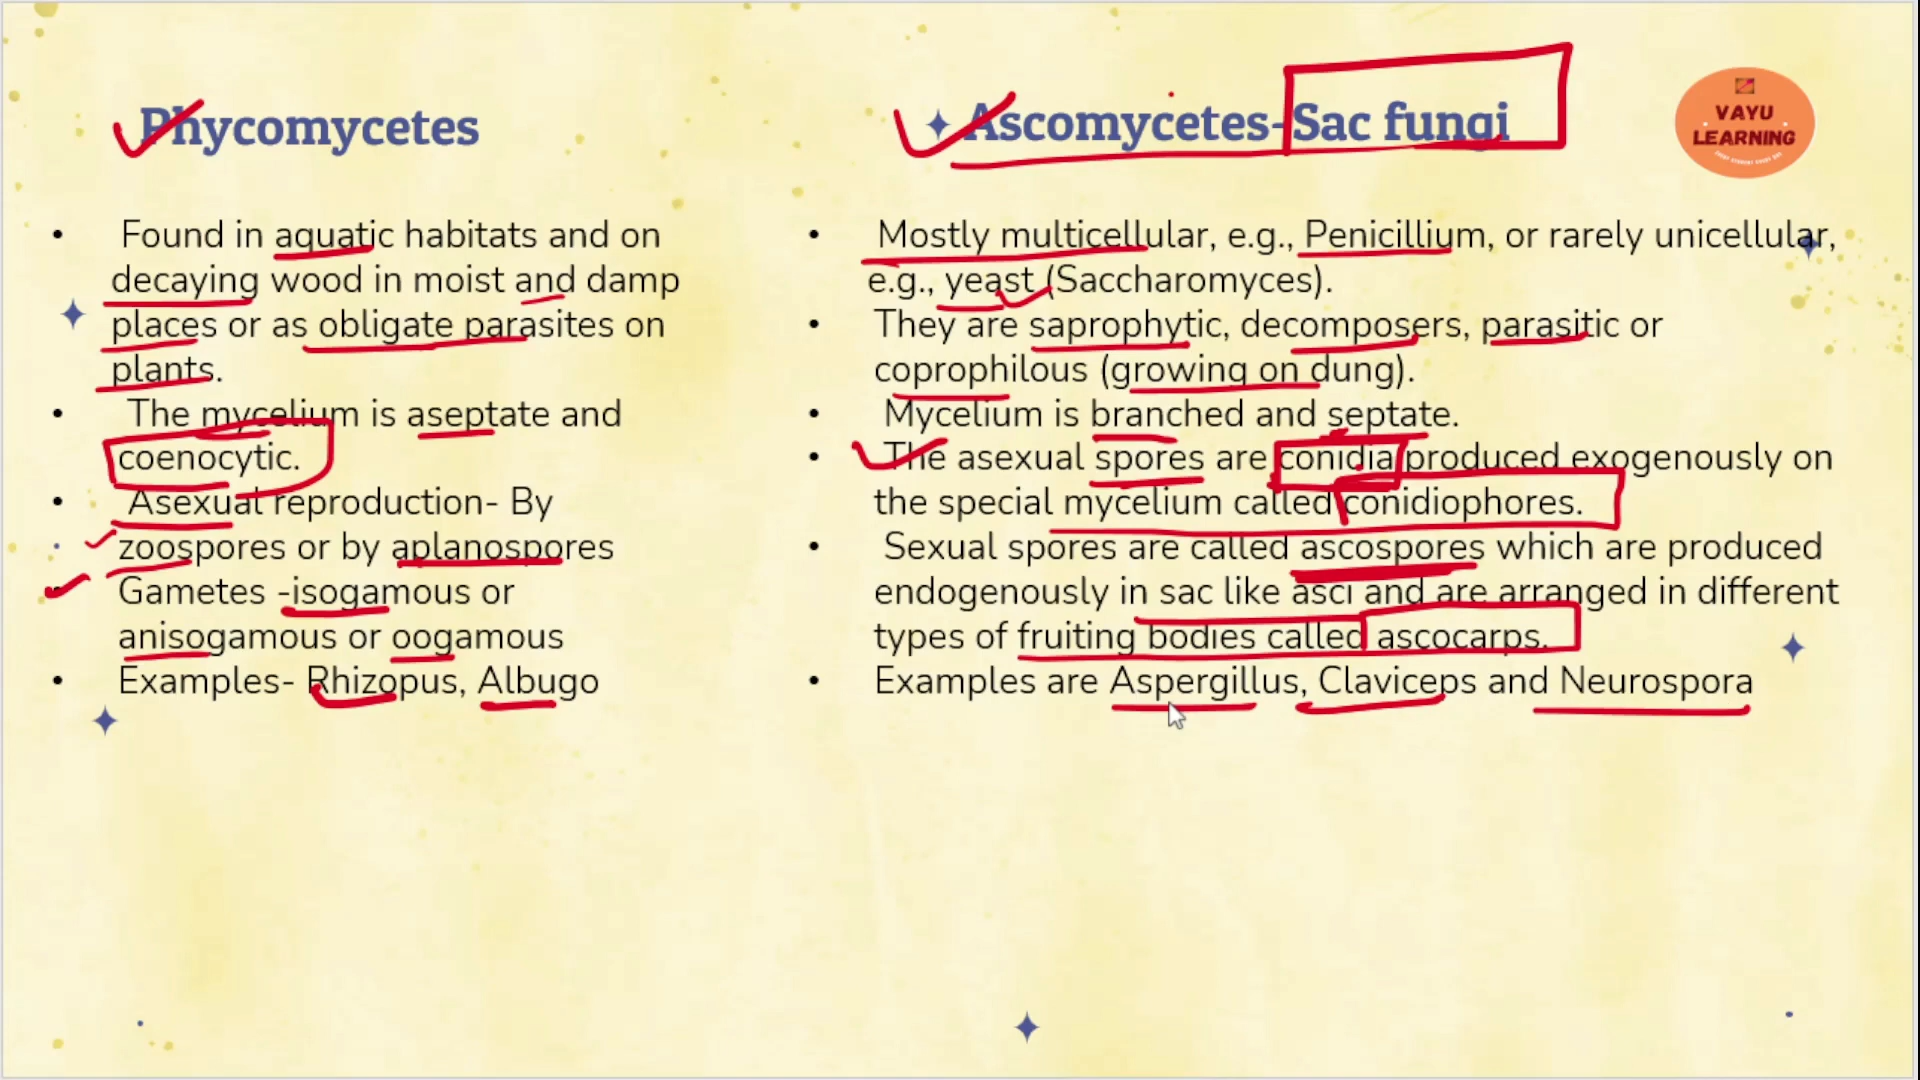 Phycomycetes
Found in aquatic habitats and on
decaying wood in moist and damp
places or as obligate parasites on
plants.
The mycelium is aseptate and
coenocytic.
Asexual reproduction- By
zoospores or by aplanospores
Gametes -isogamous or
anisogamous or oogamous
Examples- Rhizopus, Albugo
Ascomycetes-Sac fungi
Mostly multicellular, e.g., Penicillium, or rarely unicellular,
e.g., yeast (Saccharomyces).
They are saprophytic, decomposers, parasitic or
coprophilous (growing on dung).
Mycelium is branched and septate.
The asexual spores are conidia produced exogenously on
the special mycelium called conidiophores.
Sexual spores are called ascospores which are produced
endogenously in sac like asci and are arranged in different
types of fruiting bodies called ascocarps.
Examples are Aspergillus, Claviceps and Neurospora
VAYU
LEARNING